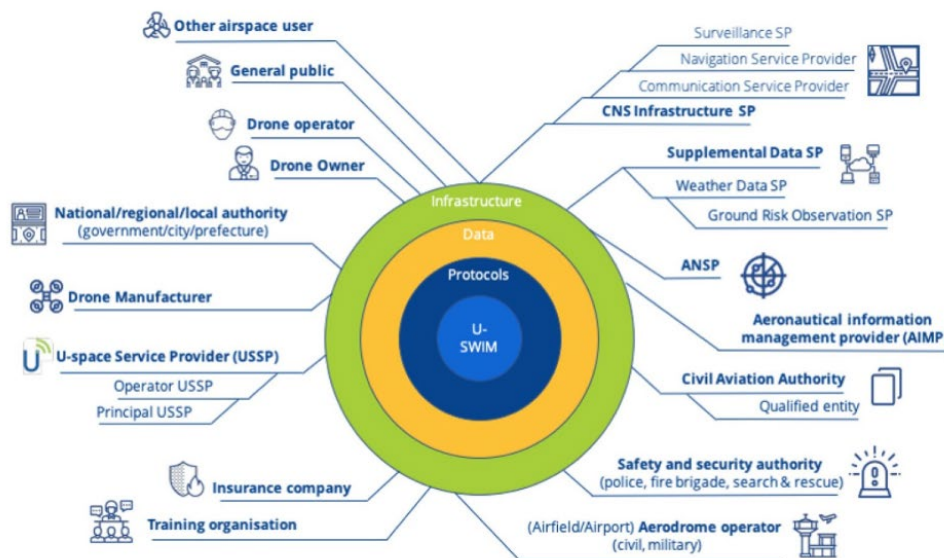 Other airspace user
General public
Drone operator
Drone Owner
National/regional/local authority
(government/city/prefecture)
Drone Manufacturer
U
U-space Service Provider (USSP)
Operator USSP
Principal USSP
Insurance company
Training organisation
Infrastructure
Data
Protocols
U-
SWIM
Surveillance SP
Navigation Service Provider
Communication Service Provider
CNS Infrastructure SP
Supplemental Data SP
Weather Data SP
Ground Risk Observation SP
ANSP
Aeronautical information
management provider (AIMP
Civil Aviation Authority
Qualified entity
Safety and security authority
(police, fire brigade, search & rescue)
(Airfield/Airport) Aerodrome operator
(civil, military)